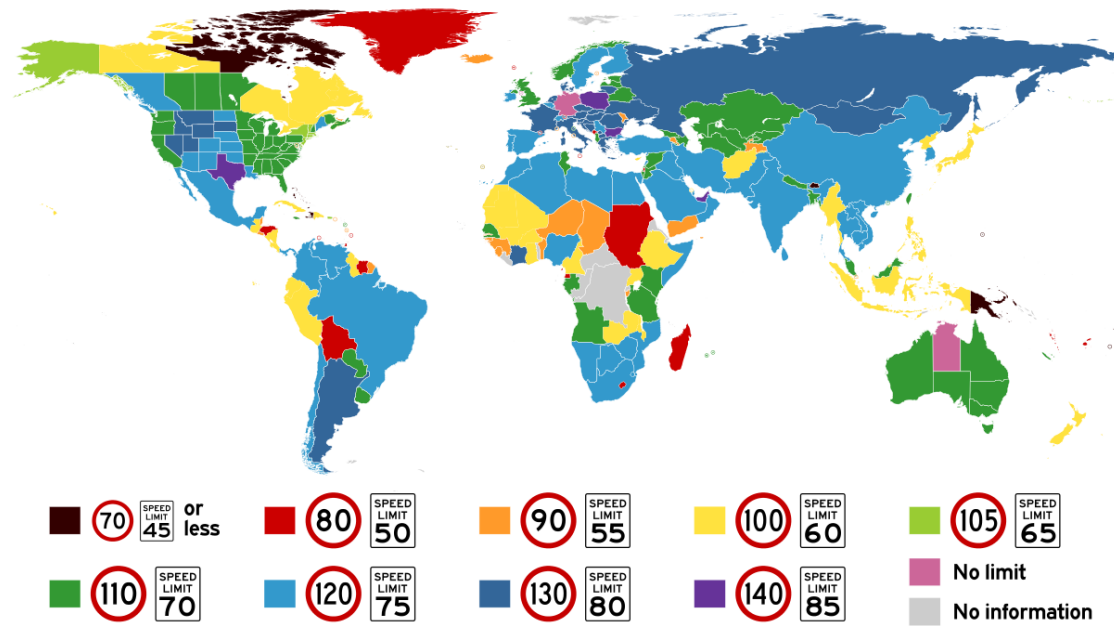 70
SPEED
LIMIT
45
or
less
80
SPEED
LIMIT
50
90
SPEED
LIMIT
55
100
SPEED
LIMIT
60
105
SPEED
LIMIT
65
110
SPEED
LIMIT
70
120
SPEED
LIMIT
75
130
SPEED
LIMIT
80
140
SPEED
LIMIT
85
No limit
No information